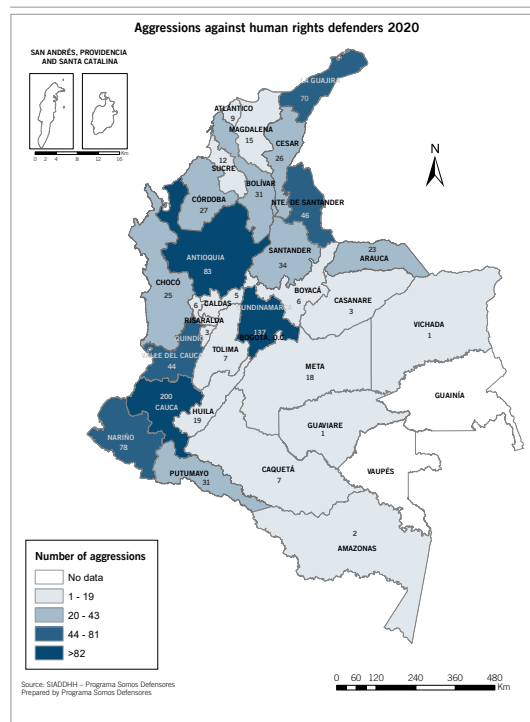 Aggressions against human rights defenders 2020
SAN ANDRÉS, PROVIDENCIA
AND SANTA CATALINA
0 2 4 8 12 16
Km
N
LA GUAJIRA
70
ATLÁNTICO
9
MAGDALENA
15
CESAR
26
12
SUCRE
BOLÍVAR
31
NTE. DE SANTANDER
46
CÓRDOBA
27
ANTIOQUIA
83
SANTANDER
34
23
ARAUCA
CHOCÓ
25
BOYACÁ
6
CASANARE
3
5
CALDAS
6
RISARALDA
3
CUNDINAMARCA
137
BOGOTÁ, D.C.
VICHADA
1
QUINDÍO
VALLE DEL CAUCA
44
TOLIMA
7
META
18
GUAINÍA
200
CAUCA
HUILA
19
GUAVIARE
1
NARIÑO
78
PUTUMAYO
31
CAQUETÁ
7
VAUPÉS
2
AMAZONAS
Number of aggressions
No data
1 - 19
20 - 43
44 - 81
>82
Source: SIADDHH – Programa Somos Defensores
Prepared by Programa Somos Defensores
0 60 120 240 360 480
Km